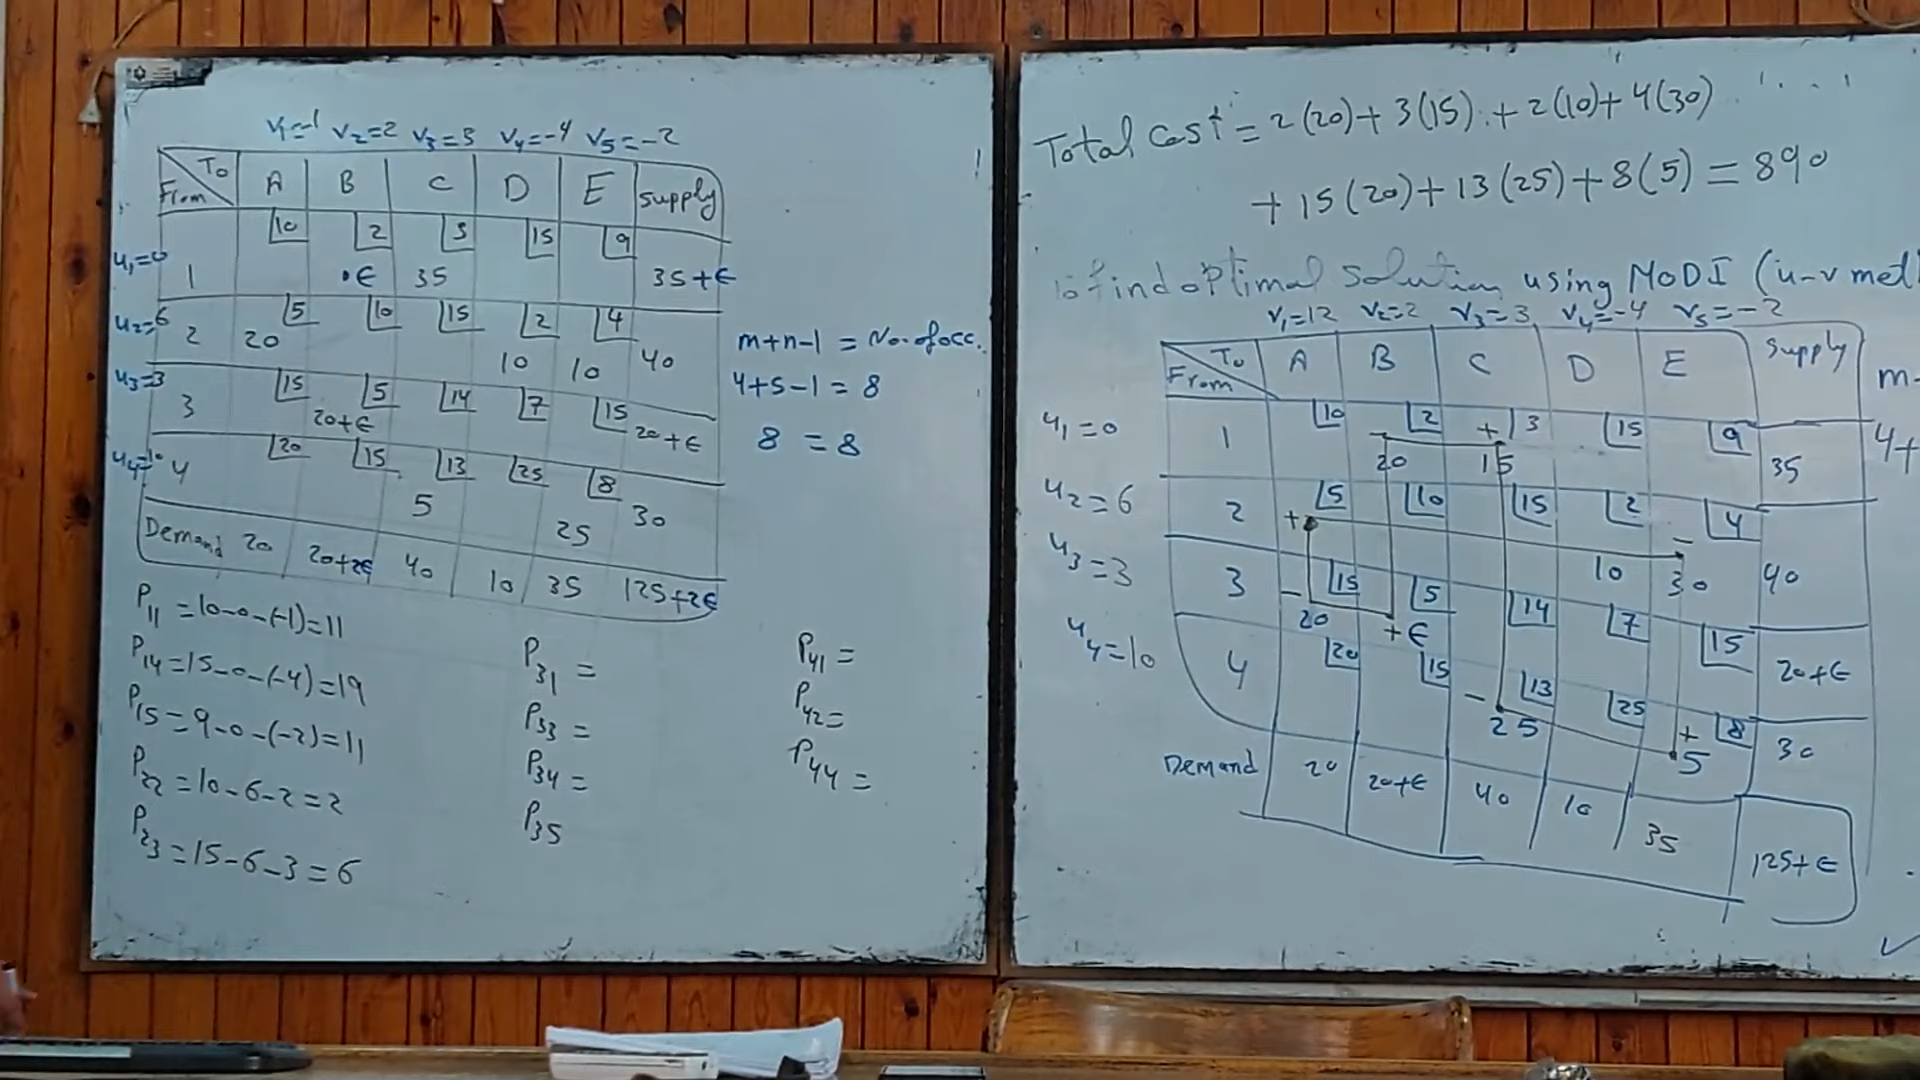 V1=-1 V2=2 V3=3 V4=-4 V5=-2
To From A B C D E Supply
u1=0 1 10 2 •ϵ 3 35 15 9 35+ϵ
u2=6 2 5 20 10 15 2 10 4 10 40
u3=3 3 15 5 20+ϵ 14 7 15 20+ϵ
u4=10 4 20 15 13 5 25 8 25 30
Demand 20 20+2ϵ 40 10 35 125+2ϵ
m+n-1 = No. of occ.
4+5-1 = 8
8 = 8
P11 = 10-0-(-1)=11
P14=15-0-(-4)=19
P15=9-0-(-2)=11
P22=10-6-2=2
P23=15-6-3=6
P31 =
P33 =
P34 =
P35
P41 =
P42 =
P44 =
Total Cost = 2(20)+3(15)+2(10)+4(30)
+15(20)+13(25)+8(5)=890
find optimal solution using MODI (u-v met
V1=12 V2=2 V3=3 V4=-4 V5=-2
To From A B C D E Supply
u1=0 1 10 2 - 20 + 3 15 15 9 35
u2=6 2 + 5 10 15 2 10 4 - 30 40
u3=3 3 - 15 20 5 +ϵ 14 7 15 20+ϵ
u4=10 4 20 15 - 13 25 25 + 8 5 30
Demand 20 20+ϵ 40 10 35 125+ϵ
m-
4+